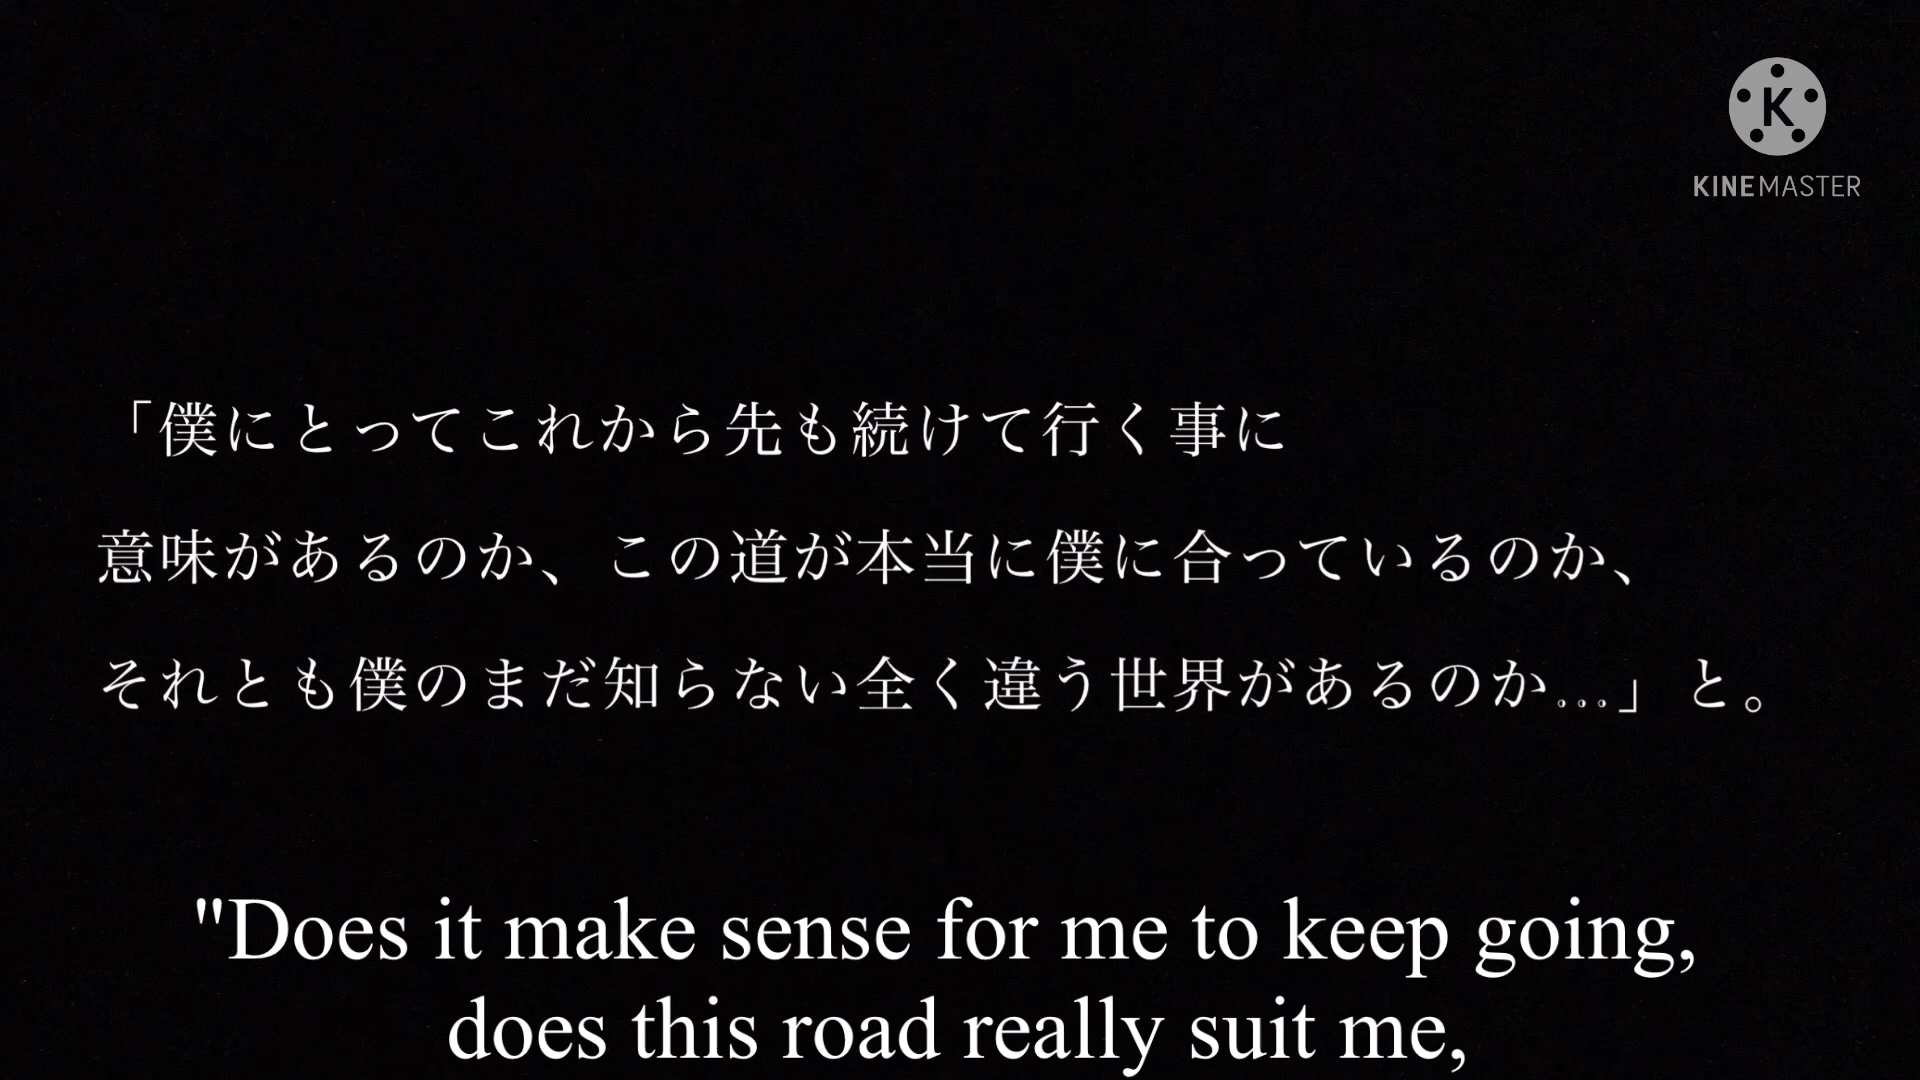 KINEMASTER
「僕にとってこれから先も続けて行く事に
意味があるのか、この道が本当に僕に合っているのか、
それとも僕のまだ知らない全く違う世界があるのか...」と。
"Does it make sense for me to keep going,
does this road really suit me,